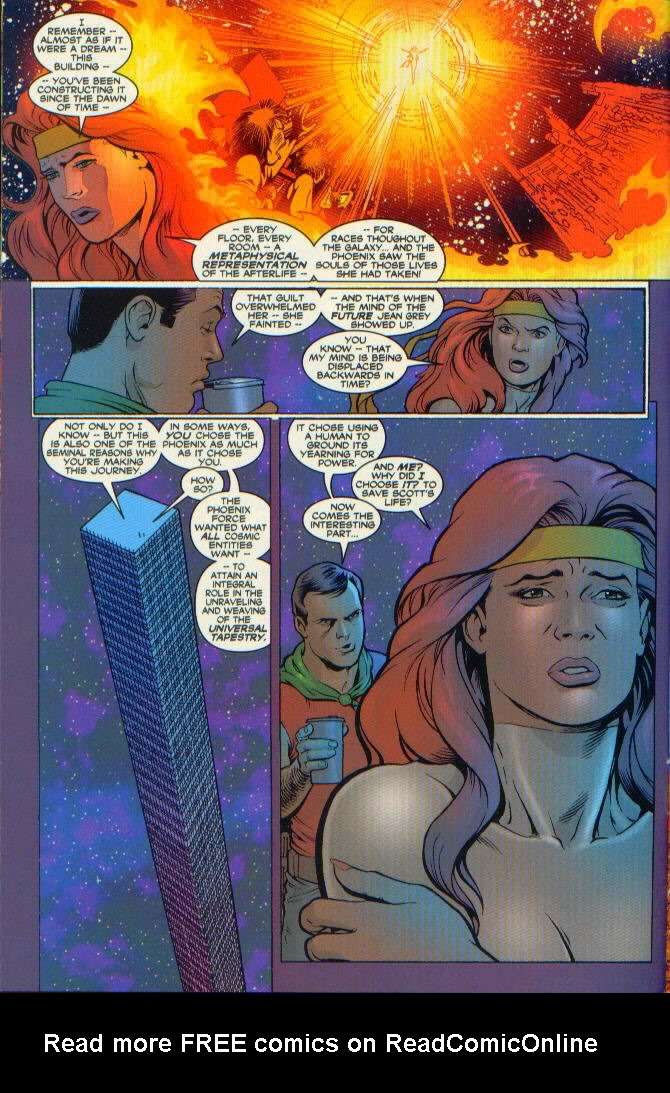 I
REMEMBER --
ALMOST AS IF IT
WERE A DREAM --
THIS
BUILDING --
-- YOU'VE BEEN
CONSTRUCTING IT
SINCE THE DAWN
OF TIME --
-- EVERY
FLOOR, EVERY
ROOM -- A
METAPHYSICAL
REPRESENTATION
OF THE AFTERLIFE --
-- FOR
RACES THOUGHOUT
THE GALAXY... AND THE
PHOENIX SAW THE
SOULS OF THOSE LIVES
SHE HAD TAKEN!
THAT GUILT
OVERWHELMED
HER -- SHE
FAINTED --
-- AND THAT'S WHEN
THE MIND OF THE
FUTURE JEAN GREY
SHOWED UP.
YOU
KNOW -- THAT
MY MIND IS BEING
DISPLACED
BACKWARDS IN
TIME?
NOT ONLY DO I
KNOW -- BUT THIS
IS ALSO ONE OF THE
SEMINAL REASONS WHY
YOU'RE MAKING
THIS JOURNEY.
IN SOME WAYS,
YOU CHOSE THE
PHOENIX AS MUCH
AS IT CHOSE
YOU.
HOW
SO?
THE
PHOENIX
FORCE
WANTED WHAT
ALL COSMIC
ENTITIES
WANT --
-- TO
ATTAIN AN
INTEGRAL
ROLE IN THE
UNRAVELING
AND WEAVING
OF THE
UNIVERSAL
TAPESTRY.
IT CHOSE USING
A HUMAN TO
GROUND ITS
YEARNING FOR
POWER.
AND ME?
WHY DID I
CHOOSE IT? TO
SAVE SCOTT'S
LIFE?
NOW
COMES THE
INTERESTING
PART...
Read more FREE comics on ReadComicOnline